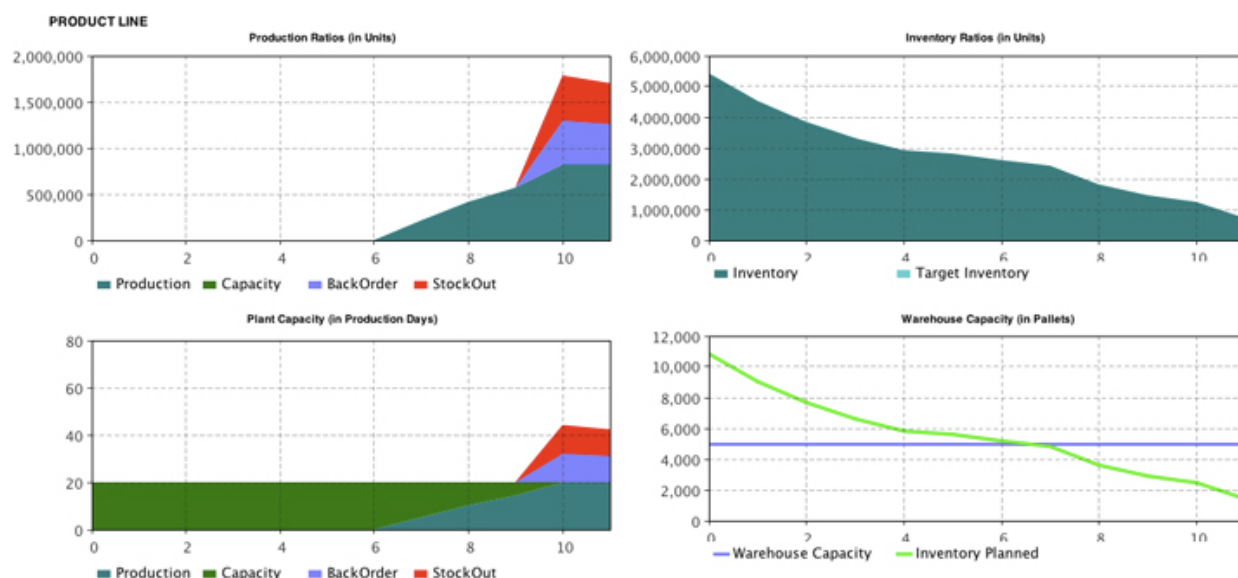 PRODUCT LINE
Production Ratios (in Units)
2,000,000
1,500,000
1,000,000
500,000
0
0 2 4 6 8 10
Production Capacity BackOrder StockOut
Inventory Ratios (in Units)
6,000,000
5,000,000
4,000,000
3,000,000
2,000,000
1,000,000
0
0 2 4 6 8 10
Inventory Target Inventory
Plant Capacity (in Production Days)
80
60
40
20
0
0 2 4 6 8 10
Production Capacity BackOrder StockOut
Warehouse Capacity (in Pallets)
12,000
10,000
8,000
6,000
4,000
2,000
0
0 2 4 6 8 10
Warehouse Capacity Inventory Planned